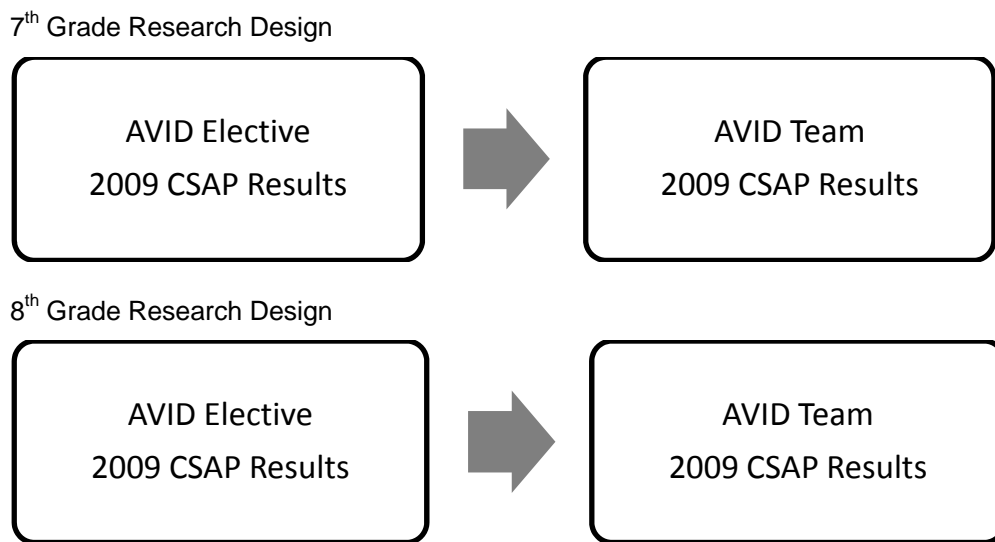 7th Grade Research Design
AVID Elective
2009 CSAP Results
AVID Team
2009 CSAP Results
8th Grade Research Design
AVID Elective
2009 CSAP Results
AVID Team
2009 CSAP Results